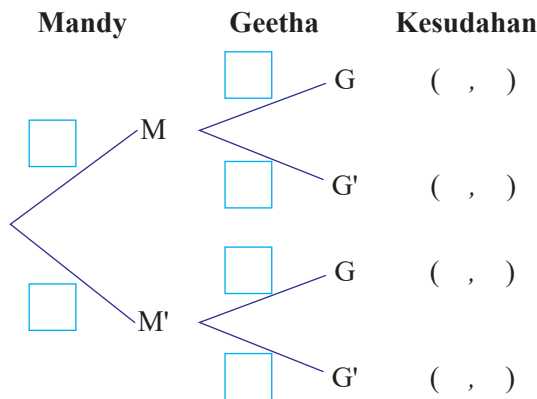 Mandy Geetha Kesudahan
G ( , )
M
G' ( , )
G ( , )
M'
G' ( , )